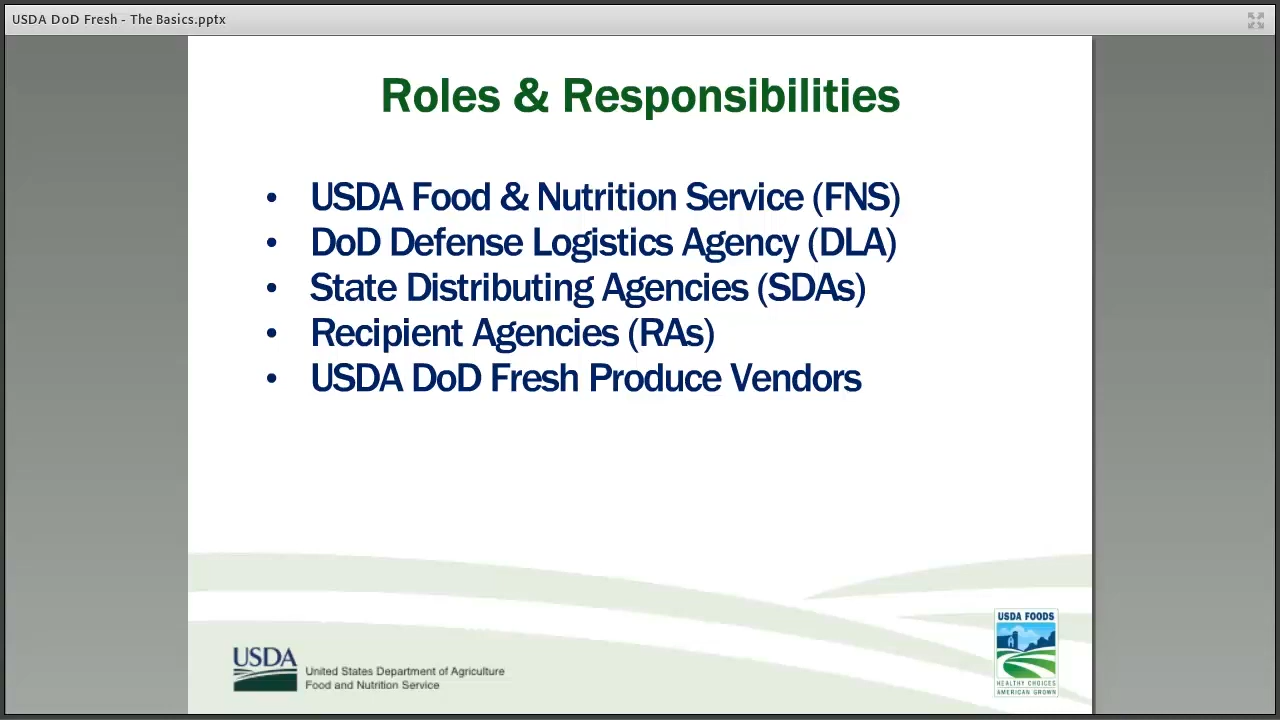 USDA DoD Fresh - The Basics.pptx
Roles & Responsibilities
• USDA Food & Nutrition Service (FNS)
• DoD Defense Logistics Agency (DLA)
• State Distributing Agencies (SDAs)
• Recipient Agencies (RAs)
• USDA DoD Fresh Produce Vendors
USDA
United States Department of Agriculture
Food and Nutrition Service
USDA FOODS
HEALTHY CHOICES
AMERICAN GROWN